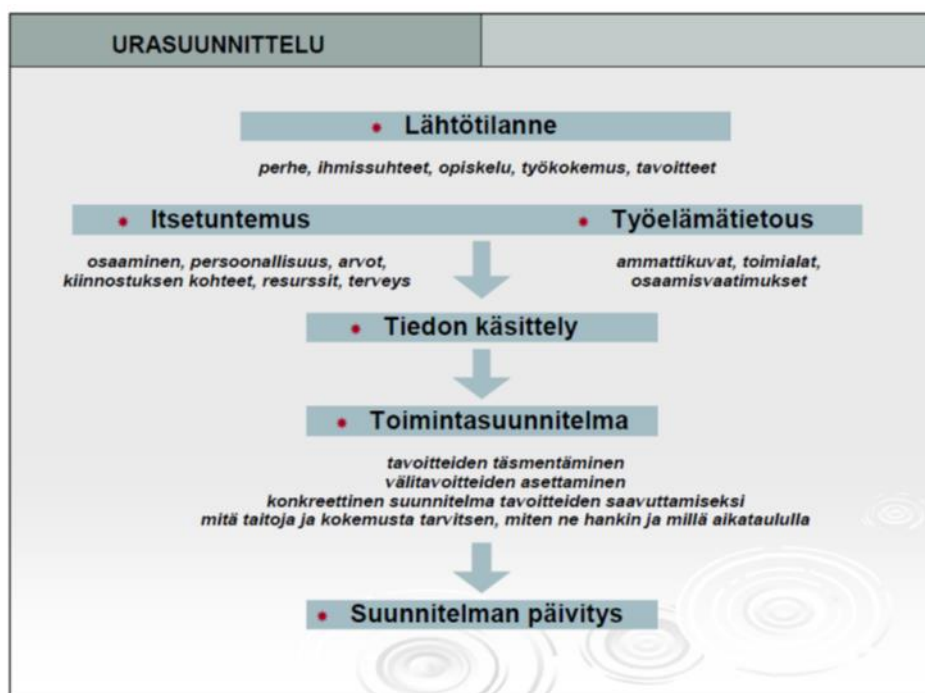 URASUUNNITTELU
• Lähtötilanne
perhe, ihmissuhteet, opiskelu, työkokemus, tavoitteet
• Itsetuntemus
• Työelämätietous
osaaminen, persoonallisuus, arvot,
kiinnostuksen kohteet, resurssit, terveys
ammattikuvat, toimialat,
osaamisvaatimukset
• Tiedon käsittely
• Toimintasuunnitelma
tavoitteiden täsmentäminen
välitavoitteiden asettaminen
konkreettinen suunnitelma tavoitteiden saavuttamiseksi
mitä taitoja ja kokemusta tarvitsen, miten ne hankin ja millä aikataululla
• Suunnitelman päivitys